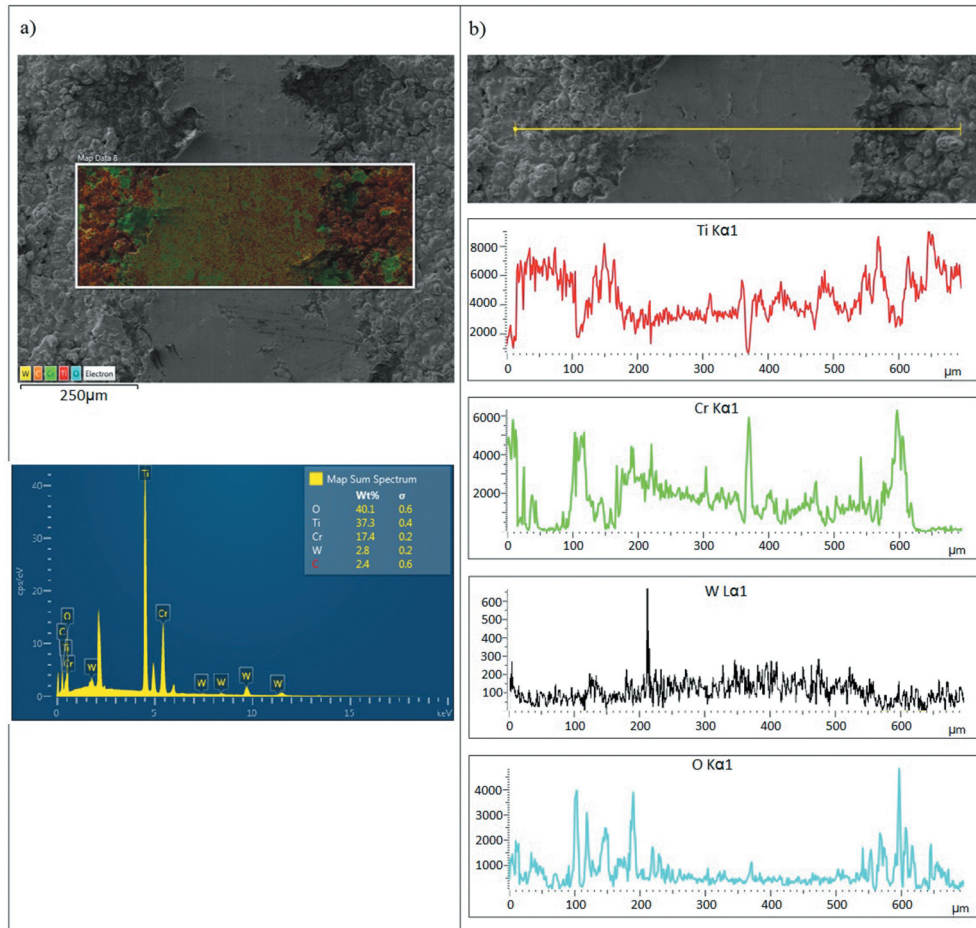 a)
Map Data 8
W C Cr Ti O Electron
250µm
Map Sum Spectrum
Wt% σ
O 40.1 0.6
Ti 37.3 0.4
Cr 17.4 0.2
W 2.8 0.2
C 2.4 0.6
cps/eV
40
30
20
10
0
Ti
O
C
Ti
Cr
W
Cr
W
W
W
W
0 5 10 15 keV
b)
Ti Kα1
8000
6000
4000
2000
0 100 200 300 400 500 600 µm
Cr Kα1
6000
4000
2000
0 100 200 300 400 500 600 µm
W Lα1
600
500
400
300
200
100
0 100 200 300 400 500 600 µm
O Kα1
4000
3000
2000
1000
0 100 200 300 400 500 600 µm